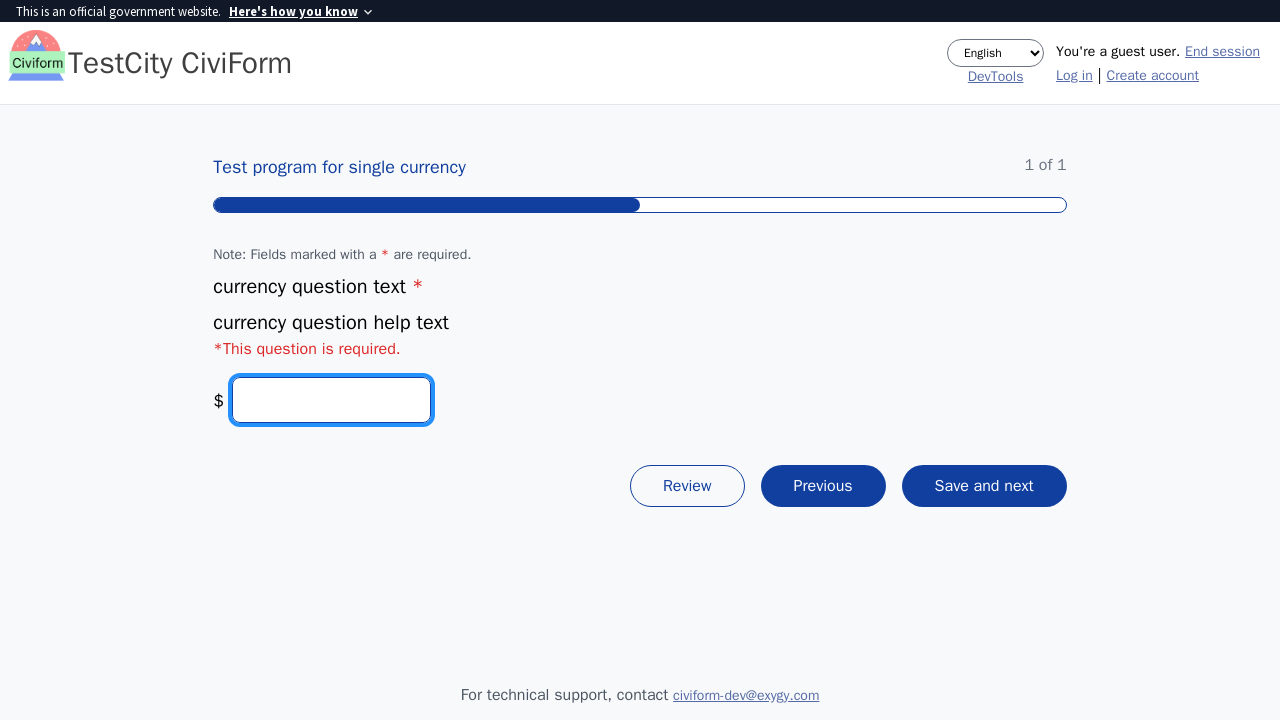 This is an official government website. Here's how you know
Civiform
TestCity CiviForm
English
DevTools
You're a guest user. End session
Log in | Create account
Test program for single currency
1 of 1
Note: Fields marked with a * are required.
currency question text *
currency question help text
*This question is required.
$
Review
Previous
Save and next
For technical support, contact civiform-dev@exygy.com